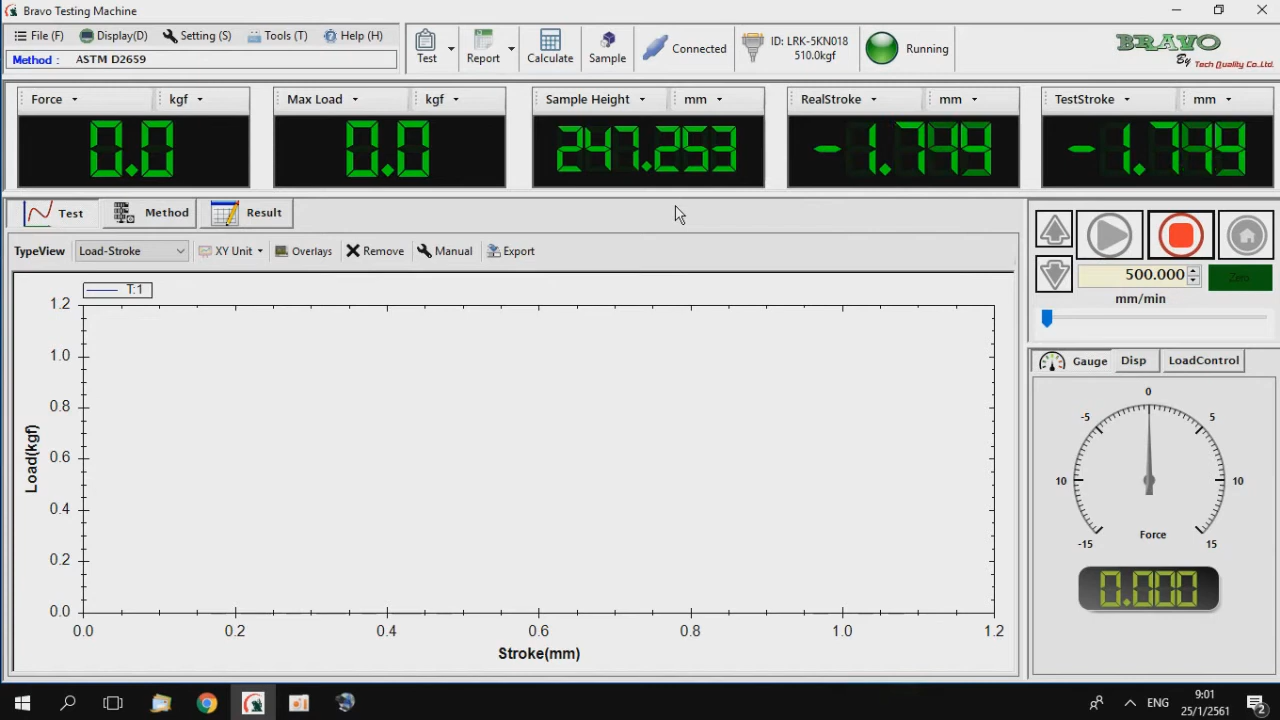 Bravo Testing Machine
File (F) Display(D) Setting (S) Tools (T) Help (H)
Method : ASTM D2659
Test Report Calculate Sample Connected ID: LRK-5KN018
510.0kgf
Running
BRAVO
By Tech Quality Co.,Ltd.
Force kgf Max Load kgf Sample Height mm RealStroke mm TestStroke mm
0.0 0.0 247.253 -1.749 -1.749
Test Method Result
TypeView Load-Stroke XY Unit Overlays Remove Manual Export
500.000 Zero
mm/min
T:1
1.2
1.0
0.8
0.6
0.4
0.2
0.0
Load(kgf)
0.0 0.2 0.4 0.6 0.8 1.0 1.2
Stroke(mm)
Gauge Disp LoadControl
0
-5 5
10 10
-15 15
Force
0.000
ENG 9:01
25/1/2561
2